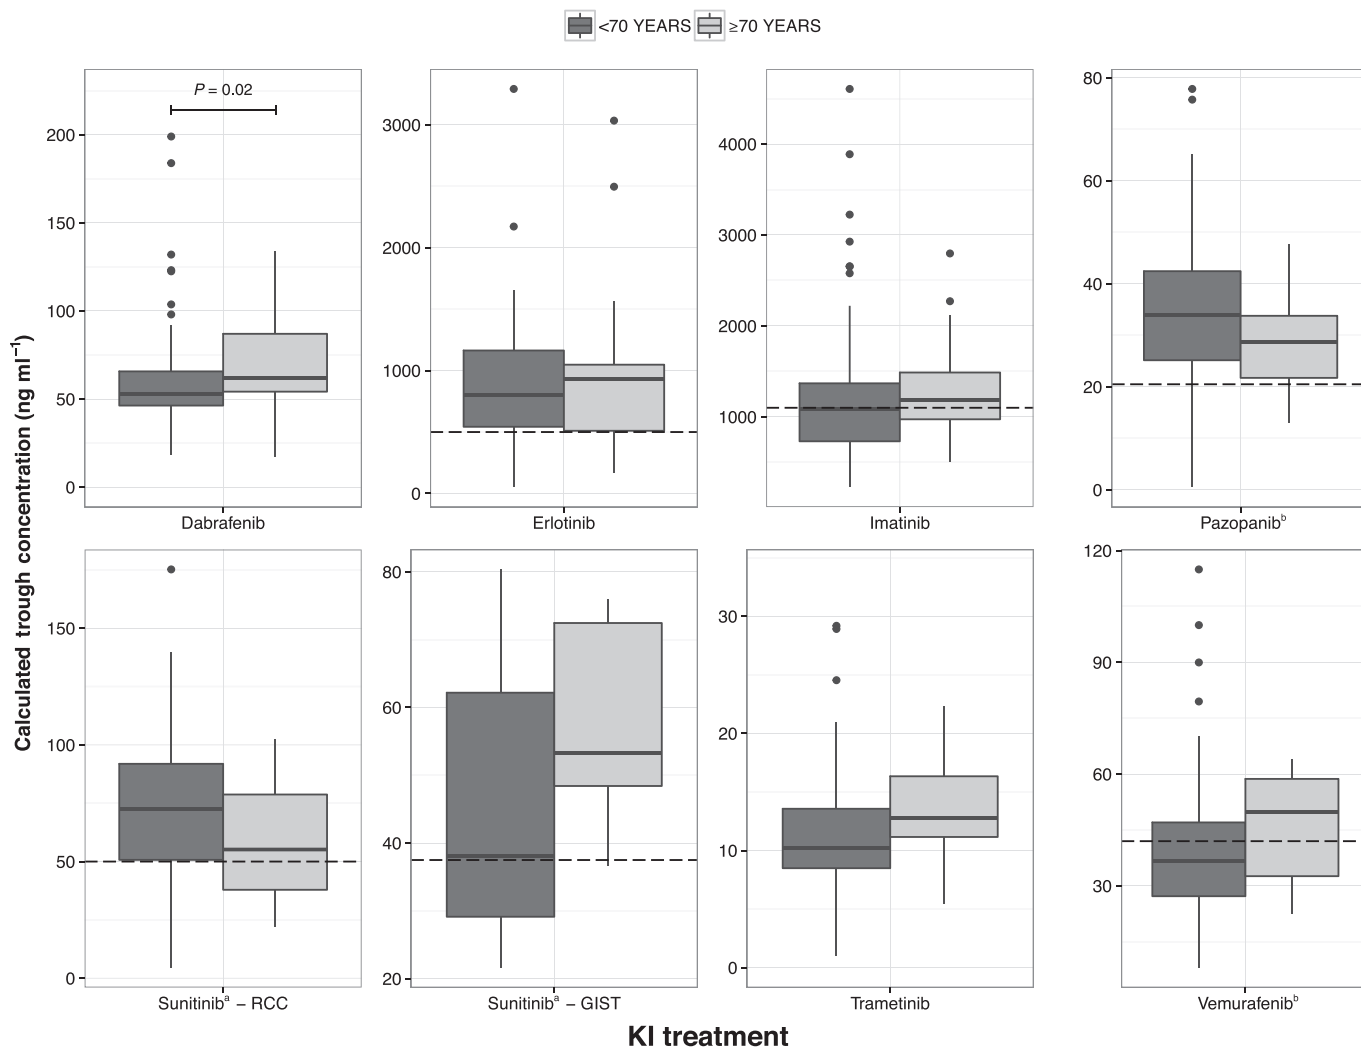 <70 YEARS ≥70 YEARS
Calculated trough concentration (ng ml⁻¹)
P = 0.02
200
150
100
50
0
Dabrafenib
3000
2000
1000
0
Erlotinib
4000
3000
2000
1000
Imatinib
80
60
40
20
0
Pazopanibᵇ
150
100
50
0
Sunitinibᵃ – RCC
80
60
40
20
Sunitinibᵃ – GIST
30
20
10
0
Trametinib
120
90
60
30
Vemurafenibᵇ
KI treatment